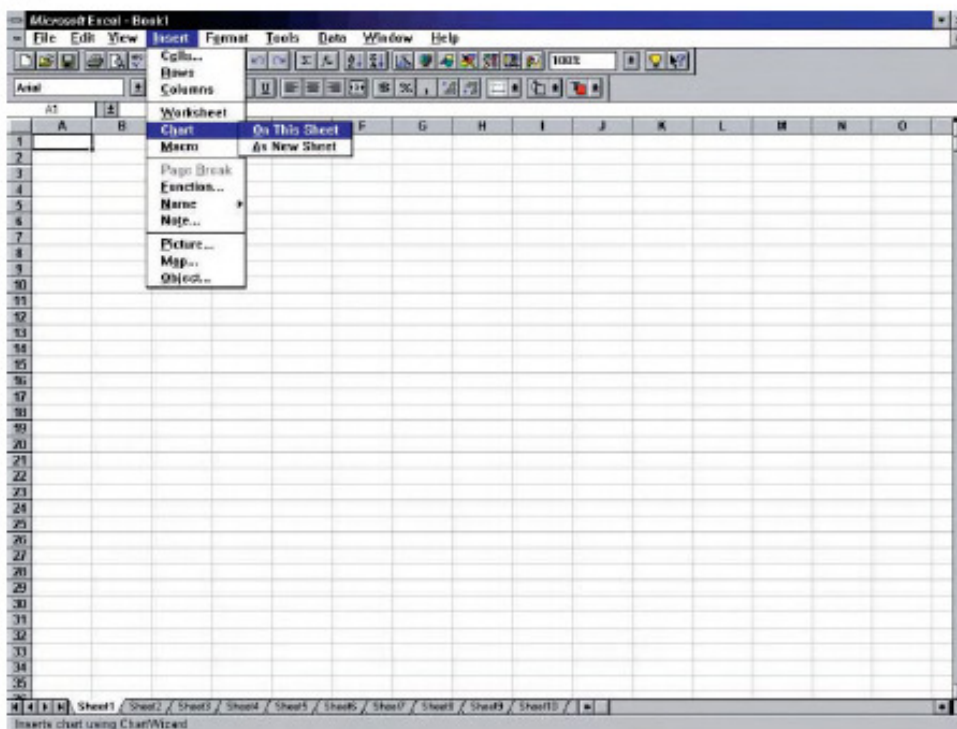 Microsoft Excel - Book1
File Edit View Insert Format Tools Data Window Help
100%
Arial
A1
Cells...
Rows
Columns
Worksheet
Chart
Macro
Page Break
Function...
Name
Note...
Picture...
Map...
Object...
On This Sheet
As New Sheet
A B F G H I J K L M N O
1
2
3
4
5
6
7
8
9
10
11
12
13
14
15
16
17
18
19
20
21
22
23
24
25
26
27
28
29
30
31
32
33
34
35
Sheet1 Sheet2 Sheet3 Sheet4 Sheet5 Sheet6 Sheet7 Sheet8 Sheet9 Sheet10
Inserts chart using ChartWizard